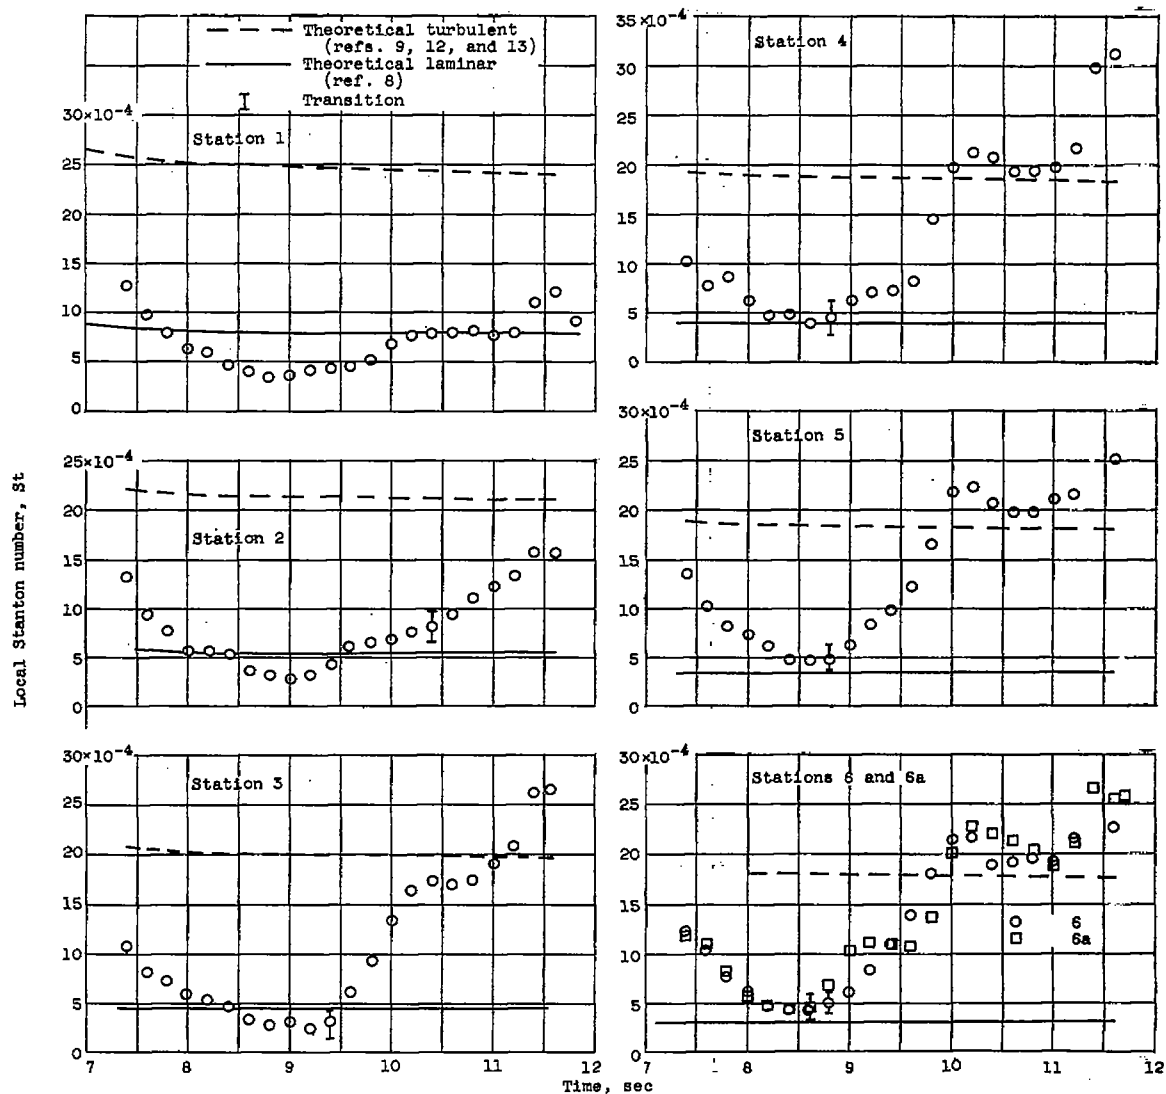 Theoretical turbulent
(refs. 9, 12, and 13)
Theoretical laminar
(ref. 8)
Transition
30×10-4
Station 1
25
20
15
10
5
0
35×10-4
Station 4
30
25
20
15
10
5
0
Local Stanton number, St
25×10-4
20
Station 2
15
10
5
0
30×10-4
Station 5
25
20
15
10
5
0
30×10-4
Station 3
25
20
15
10
5
0
7 8 9 10 11 12
30×10-4
Stations 6 and 6a
25
20
15
6
6a
10
5
0
7 8 9 10 11 12
Time, sec